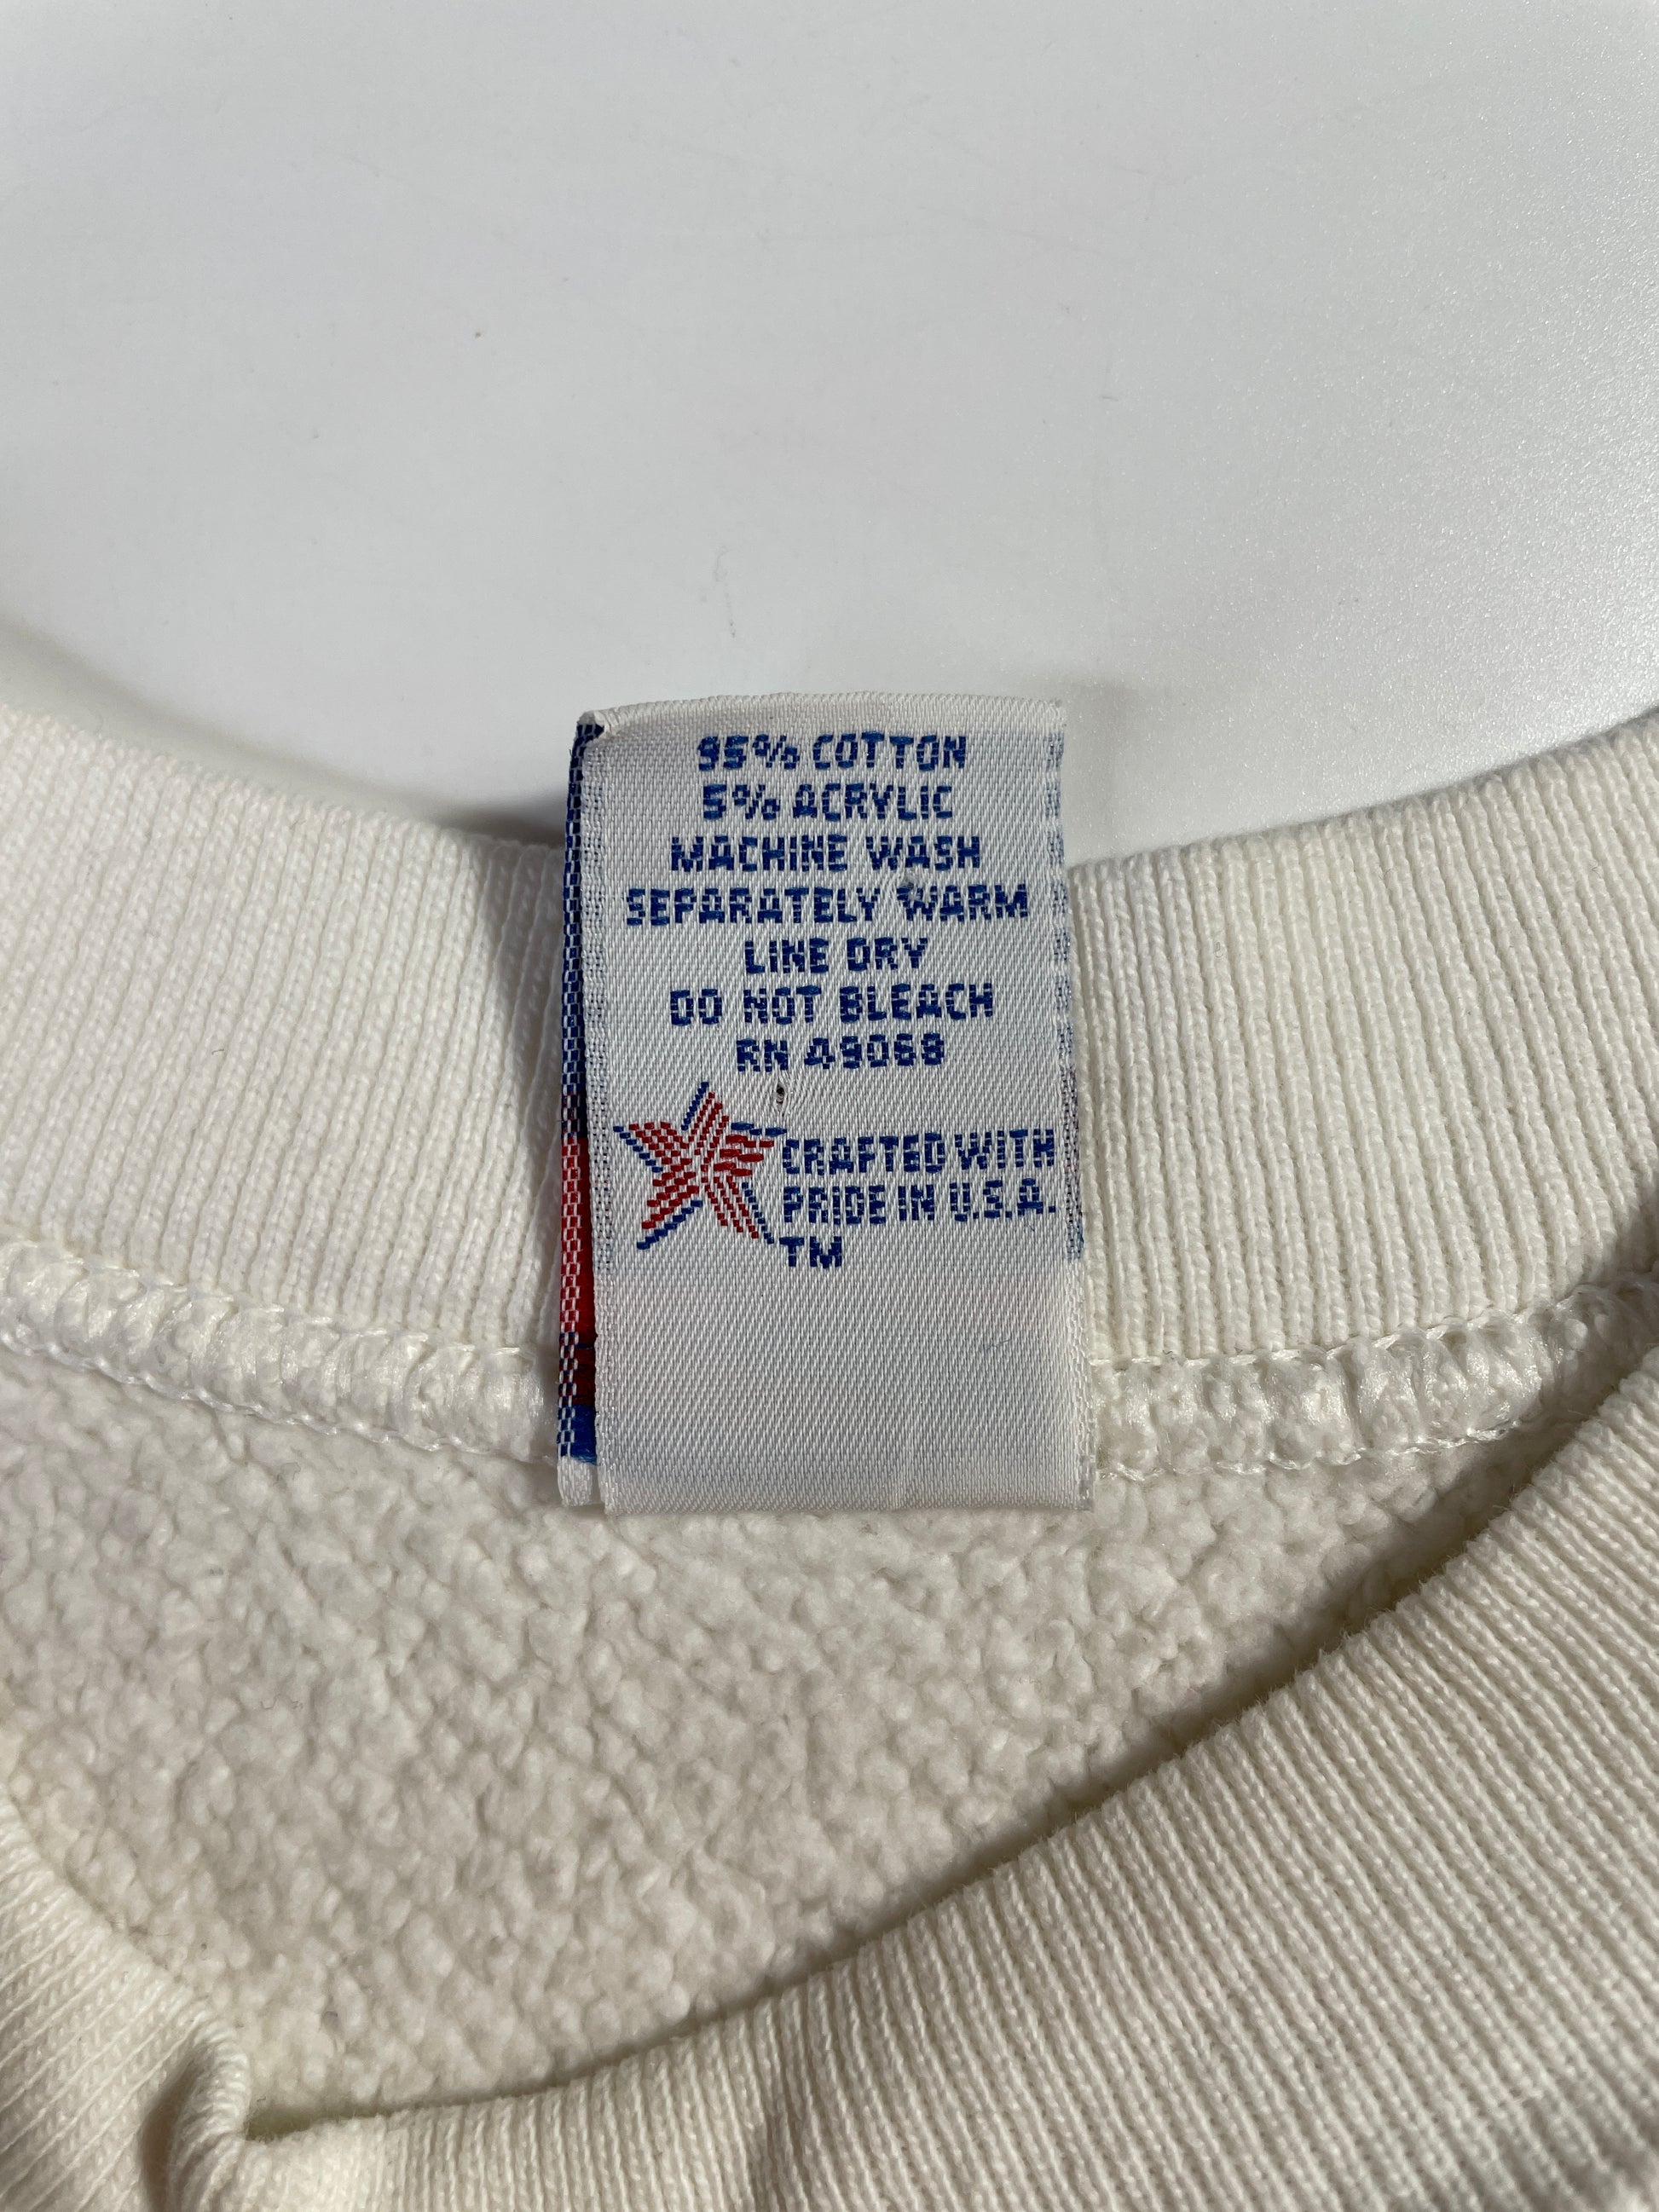 95% COTTON
5% ACRYLIC
MACHINE WASH
SEPARATELY WARM
LINE DRY
DO NOT BLEACH
RN 49068
CRAFTED WITH
PRIDE IN U.S.A.
TM